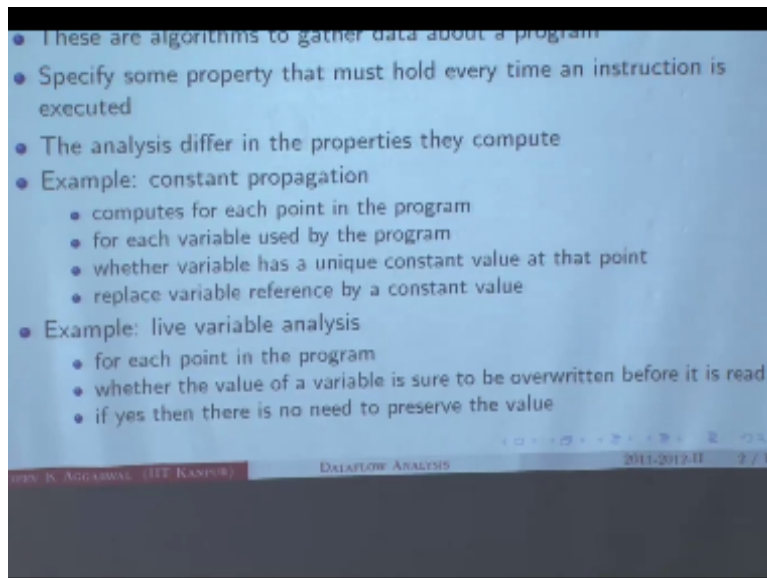 These are algorithms to gather data about a program
Specify some property that must hold every time an instruction is
executed
The analysis differ in the properties they compute
Example: constant propagation
computes for each point in the program
for each variable used by the program
whether variable has a unique constant value at that point
replace variable reference by a constant value
Example: live variable analysis
for each point in the program
whether the value of a variable is sure to be overwritten before it is read
if yes then there is no need to preserve the value
K AGGARWAL (IIT KANPUR) DATAFLOW ANALYSIS 2011-2012-II 2 /